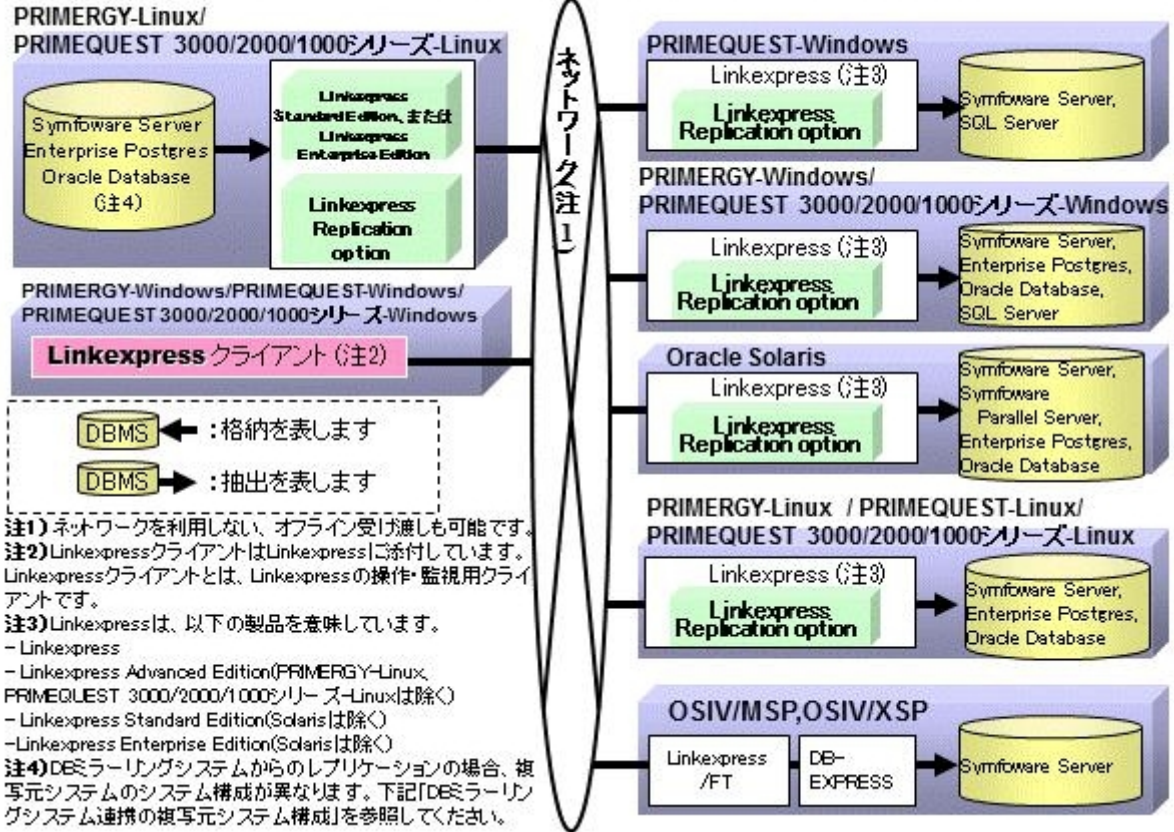 PRIMERGY-Linux/
PRIMEQUEST 3000/2000/1000シリーズ-Linux
Symfoware Server
Enterprise Postgres
Oracle Database
(注4)
Linkexpress
Standard Edition、または
Linkexpress
Enterprise Edition
Linkexpress
Replication
option
PRIMERGY-Windows/PRIMEQUEST-Windows/
PRIMEQUEST 3000/2000/1000シリーズ-Windows
Linkexpress クライアント(注2)
DBMS :格納を表します
DBMS :抽出を表します
注1)ネットワークを利用しない、オフライン受け渡しも可能です。
注2)LinkexpressクライアントはLinkexpressに添付しています。
Linkexpressクライアントとは、Linkexpressの操作・監視用クライ
アントです。
注3)Linkexpressは、以下の製品を意味しています。
- Linkexpress
- Linkexpress Advanced Edition(PRIMERGY-Linux、
PRIMEQUEST 3000/2000/1000シリーズ-Linuxは除く)
- Linkexpress Standard Edition(Solarisは除く)
-Linkexpress Enterprise Edition(Solarisは除く)
注4)DBミラーリングシステムからのレプリケーションの場合、複
写元システムのシステム構成が異なります。下記「DBミラーリン
グシステム連携の複写元システム構成」を参照してください。
ネットワーク(注1)
PRIMEQUEST-Windows
Linkexpress (注3)
Linkexpress
Replication option
Symfoware Server,
SQL Server
PRIMERGY-Windows/
PRIMEQUEST 3000/2000/1000シリーズ-Windows
Linkexpress (注3)
Linkexpress
Replication option
Symfoware Server,
Enterprise Postgres,
Oracle Database,
SQL Server
Oracle Solaris
Linkexpress (注3)
Linkexpress
Replication option
Symfoware Server,
Symfoware
Parallel Server,
Enterprise Postgres,
Oracle Database
PRIMERGY-Linux / PRIMEQUEST-Linux/
PRIMEQUEST 3000/2000/1000シリーズ-Linux
Linkexpress (注3)
Linkexpress
Replication option
Symfoware Server,
Enterprise Postgres,
Oracle Database
OSIV/MSP,OSIV/XSP
Linkexpress
/FT
DB-
EXPRESS
Symfoware Server